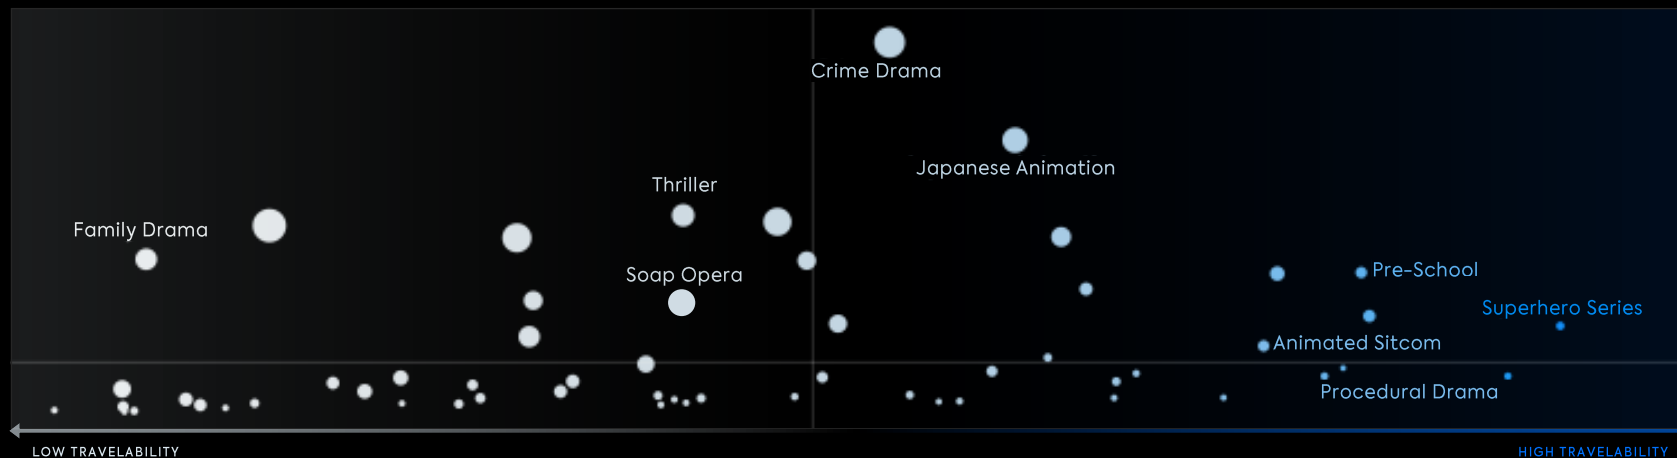 Crime Drama
Japanese Animation
Thriller
Family Drama
Soap Opera
Pre-School
Superhero Series
Animated Sitcom
Procedural Drama
LOW TRAVELABILITY
HIGH TRAVELABILITY